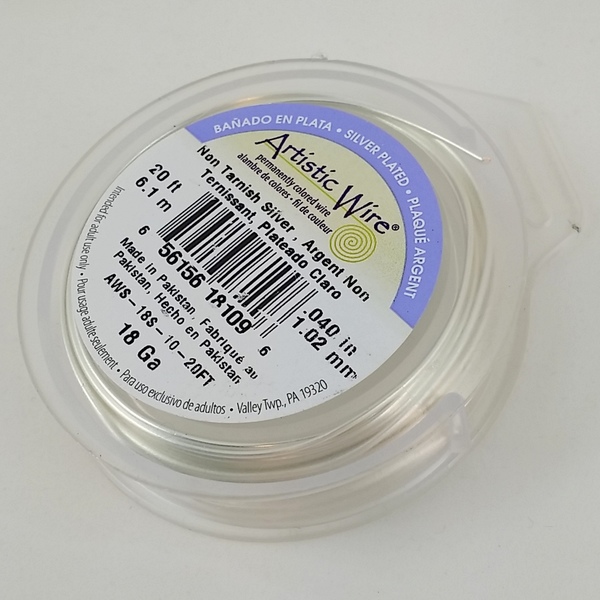 BAÑADO EN PLATA • SILVER PLATED • PLAQUÉ ARGENT
Artistic Wire®
permanently colored wire
alambre de colores • fil de couleur
20 ft
6.1 m
Non Tarnish Silver, Argent Non
Ternissant, Plateado Claro
6 56156 18109 6
.040 in
1.02 mm
Made in Pakistan, Fabriqué au
Pakistan, Hecho en Pakistan
AWS-18S-10-20FT
18 Ga
Intended for adult use only • Pour usage adulte seulement • Para uso exclusivo de adultos • Valley Twp., PA 19320